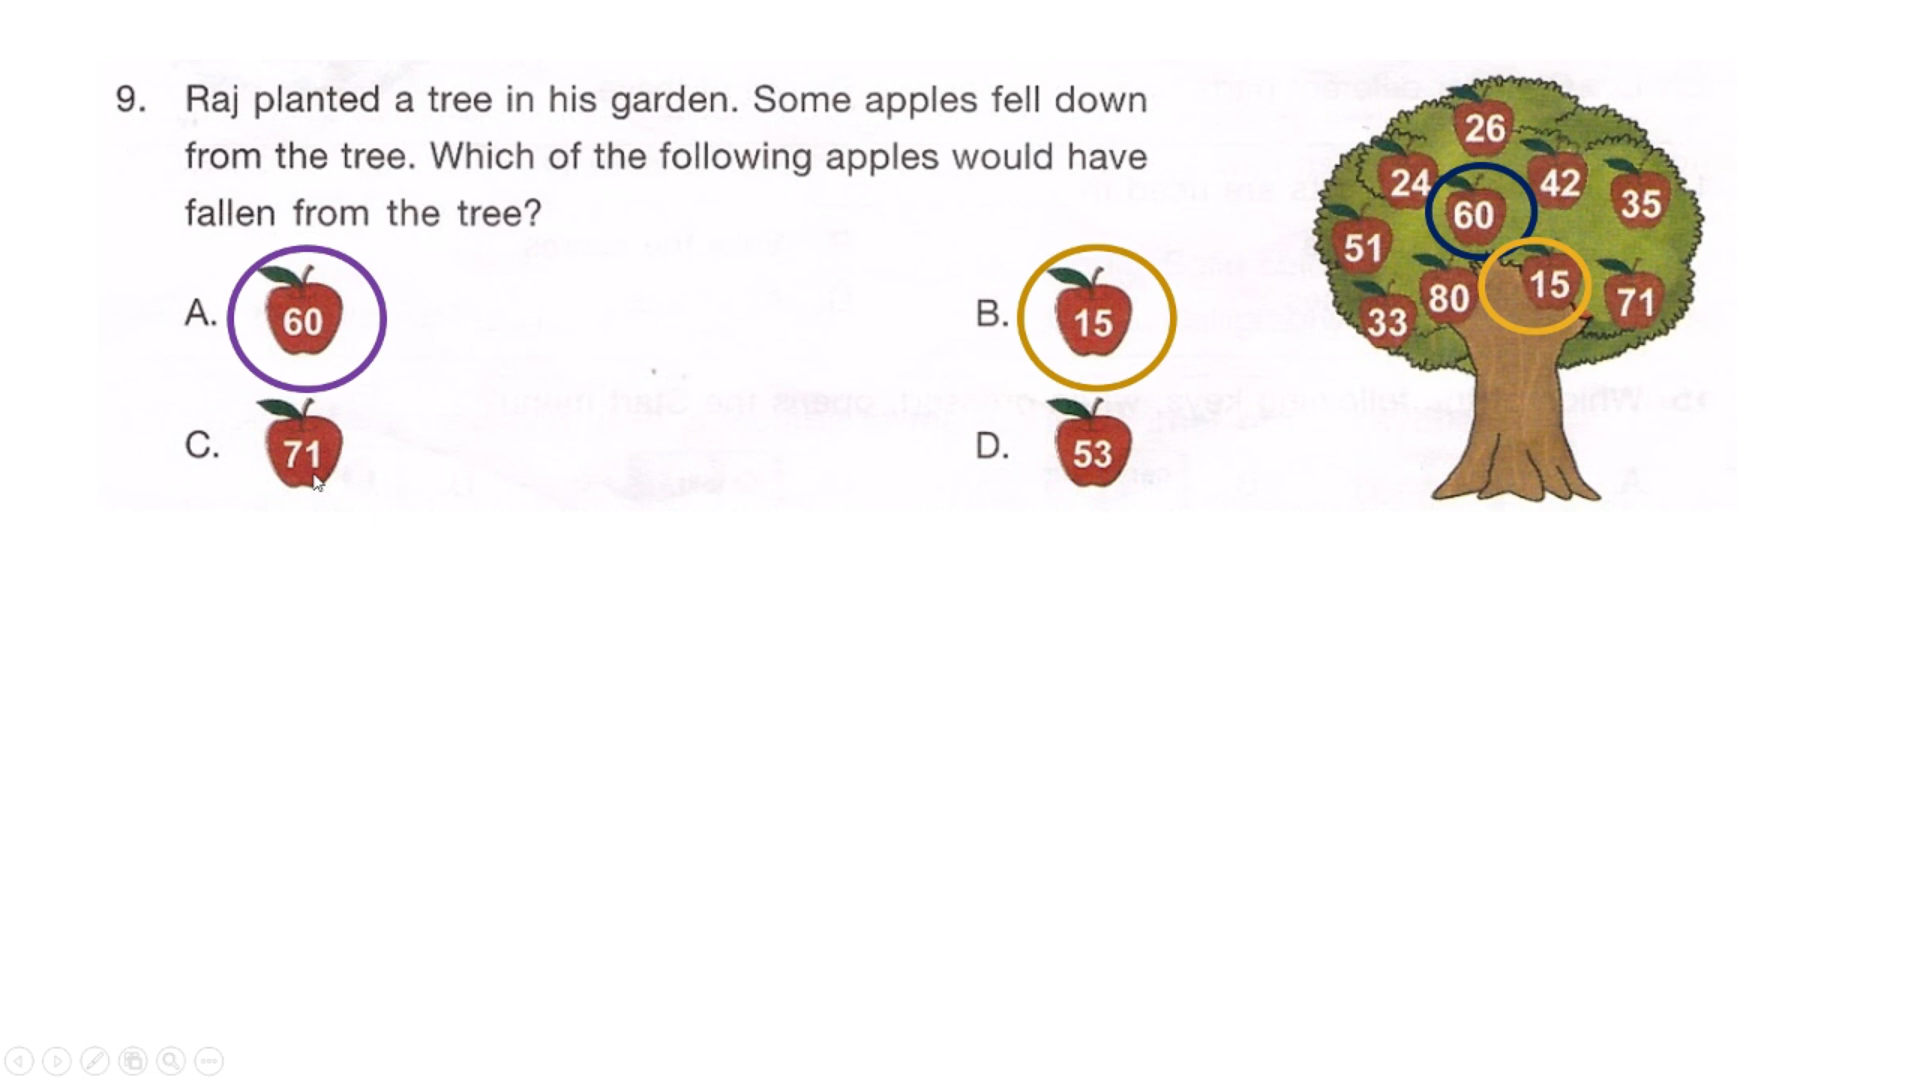 9. Raj planted a tree in his garden. Some apples fell down
from the tree. Which of the following apples would have
fallen from the tree?
A. 60
B. 15
C. 71
D. 53
26
24
42
60
35
51
15
80
71
33